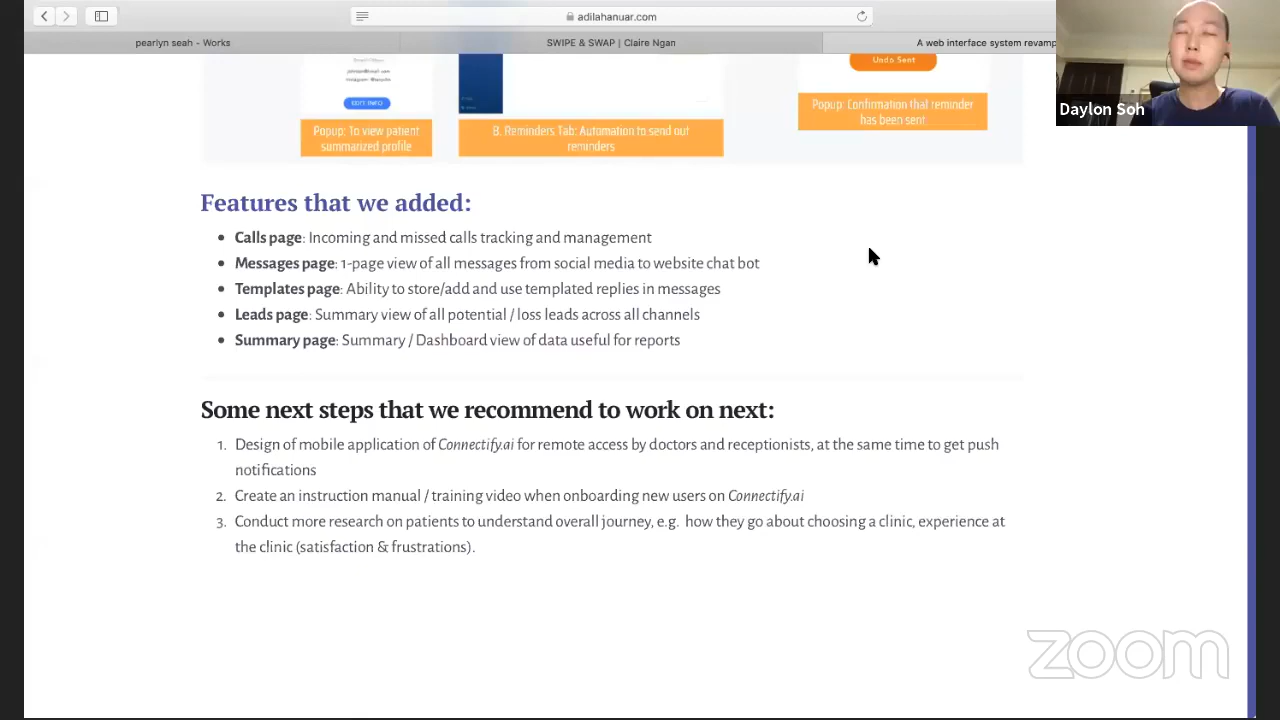 adilahanuar.com
pearlyn seah - Works
SWIPE & SWAP | Claire Ngan
A web interface system revamp
Daylon Soh
EDIT INFO
Undo Sent
Popup: To view patient
summarized profile
B. Reminders Tab: Automation to send out
reminders
Popup: Confirmation that reminder
has been sent
Features that we added:
Calls page: Incoming and missed calls tracking and management
Messages page: 1-page view of all messages from social media to website chat bot
Templates page: Ability to store/add and use templated replies in messages
Leads page: Summary view of all potential / loss leads across all channels
Summary page: Summary / Dashboard view of data useful for reports
Some next steps that we recommend to work on next:
1. Design of mobile application of Connectify.ai for remote access by doctors and receptionists, at the same time to get push
notifications
2. Create an instruction manual / training video when onboarding new users on Connectify.ai
3. Conduct more research on patients to understand overall journey, e.g. how they go about choosing a clinic, experience at
the clinic (satisfaction & frustrations).
zoom